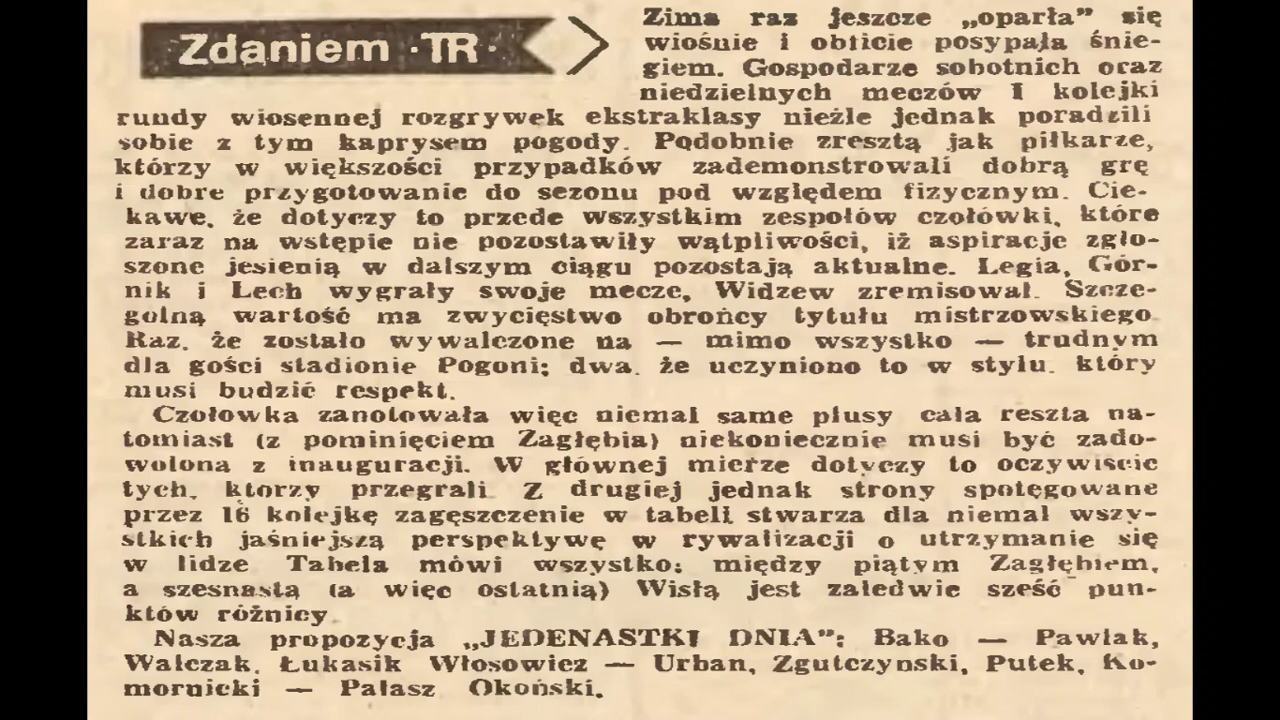 Zdaniem ·TR·
Zima raz jeszcze „oparła” się
wiośnie i obficie posypała śnie-
giem. Gospodarze sobotnich oraz
niedzielnych meczów I kolejki
rundy wiosennej rozgrywek ekstraklasy nieźle jednak poradzili
sobie z tym kaprysem pogody. Podobnie zresztą jak piłkarze,
którzy w większości przypadków zademonstrowali dobrą grę
i dobre przygotowanie do sezonu pod względem fizycznym. Cie-
kawe, że dotyczy to przede wszystkim zespołów czołówki, które
zaraz na wstępie nie pozostawiły wątpliwości, iż aspiracje zgło-
szone jesienią w dalszym ciągu pozostają aktualne. Legia, Gór-
nik i Lech wygrały swoje mecze, Widzew zremisował. Szcze-
gólną wartość ma zwycięstwo obrońcy tytułu mistrzowskiego
Raz, że zostało wywalczone na — mimo wszystko — trudnym
dla gości stadionie Pogoni; dwa, że uczyniono to w stylu, który
musi budzić respekt.
Czołówka zanotowała więc niemal same plusy cała reszta na-
tomiast (z pominięciem Zagłębia) niekoniecznie musi być zado-
wolona z inauguracji. W głównej mierze dotyczy to oczywiście
tych, którzy przegrali. Z drugiej jednak strony spotęgowane
przez 16 kolejkę zagęszczenie w tabeli stwarza dla niemal wszy-
stkich jaśniejszą perspektywę w rywalizacji o utrzymanie się
w lidze Tabela mówi wszystko: między piątym Zagłębiem,
a szesnastą (a więc ostatnią) Wisłą jest zaledwie sześć pun-
któw różnicy
Nasza propozycja „JEDENASTKI DNIA”: Bako — Pawlak,
Walczak, Łukasik Włosowicz — Urban, Zgutczynski, Putek, Ko-
mornicki — Pałasz Okoński.